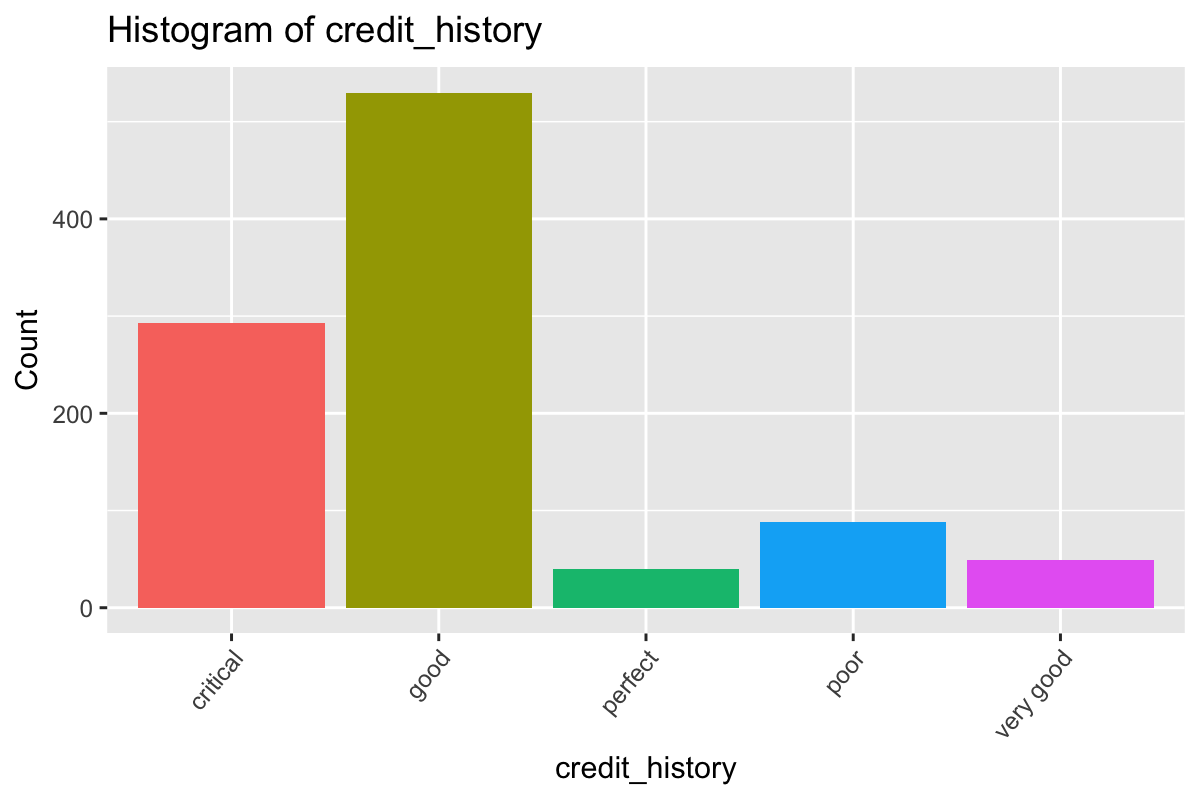 Histogram of credit_history
Count
400
200
0
critical
good
perfect
poor
very good
credit_history